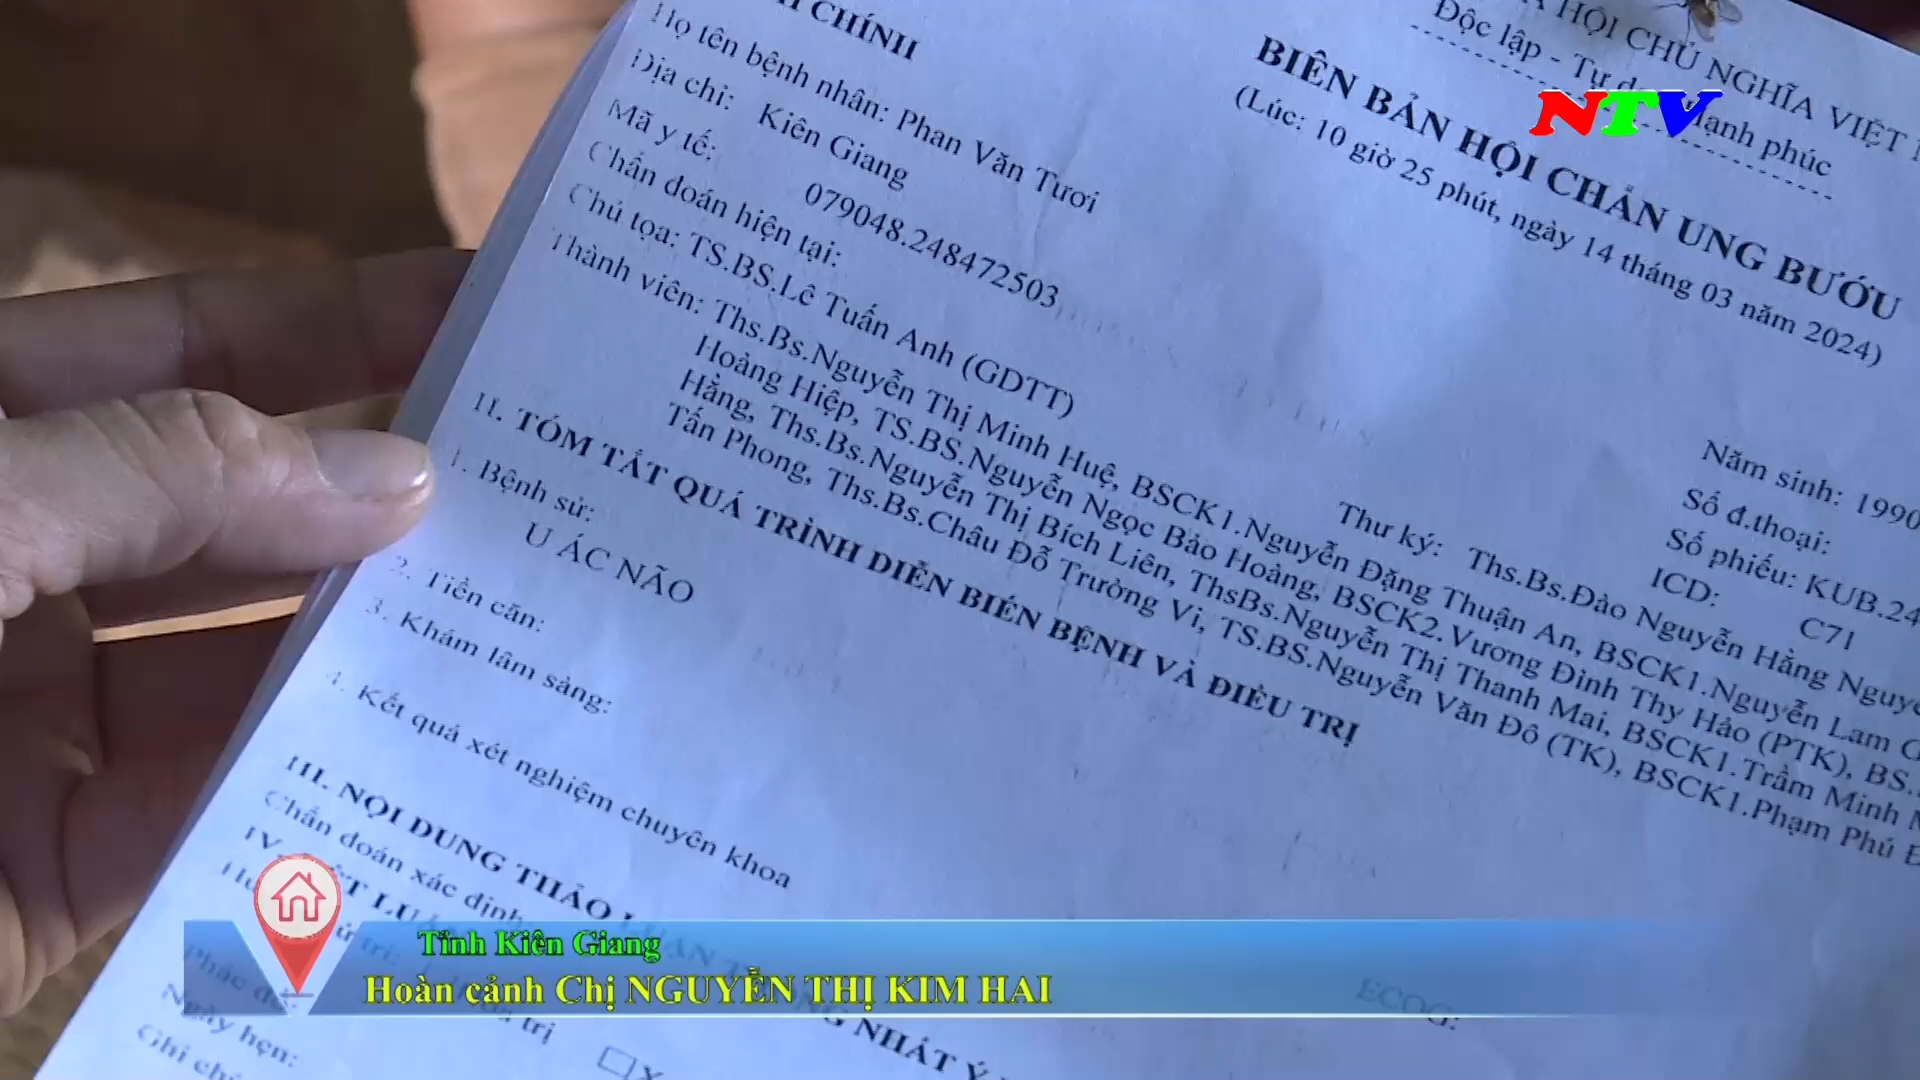 HỘI CHỦ NGHĨA VIỆT
Độc lập - Tự do Hạnh phúc
NTV
BIÊN BẢN HỘI CHẨN UNG BƯỚU
(Lúc: 10 giờ 25 phút, ngày 14 tháng 03 năm 2024)
CHÍNH
Họ tên bệnh nhân: Phan Văn Tươi
Năm sinh: 1990
Địa chỉ: Kiên Giang
Số đ.thoại:
Mã y tế: 079048.248472503
Số phiếu: KUB.24
Chẩn đoán hiện tại:
ICD: C71
Chủ tọa: TS.BS.Lê Tuấn Anh (GDTT)
Thư ký: Ths.Bs.Đào Nguyễn Hằng
Thành viên: Ths.Bs.Nguyễn Thị Minh Huệ, BSCK1.Nguyễn Đặng Thuận An, BSCK1.Nguyễn Lam
Hoàng Hiệp, TS.BS.Nguyễn Ngọc Bảo Hoàng, BSCK2.Vương Đình Thy Hảo (PTK), BS.
Hằng, Ths.Bs.Nguyễn Thị Bích Liên, ThsBs.Nguyễn Thị Thanh Mai, BSCK1.Trầm Minh
Tấn Phong, Ths.Bs.Châu Đỗ Trường Vi, TS.BS.Nguyễn Văn Đô (TK), BSCK1.Phạm Phú
II. TÓM TẮT QUÁ TRÌNH DIỄN BIẾN BỆNH VÀ ĐIỀU TRỊ
1. Bệnh sử:
U ÁC NÃO
2. Tiền căn:
3. Khám lâm sàng:
4. Kết quả xét nghiệm chuyên khoa
III. NỘI DUNG THẢO LUẬN
Chẩn đoán xác định
ECOG:
Ngày hẹn:
Tỉnh Kiên Giang
Hoàn cảnh Chị NGUYỄN THỊ KIM HAI